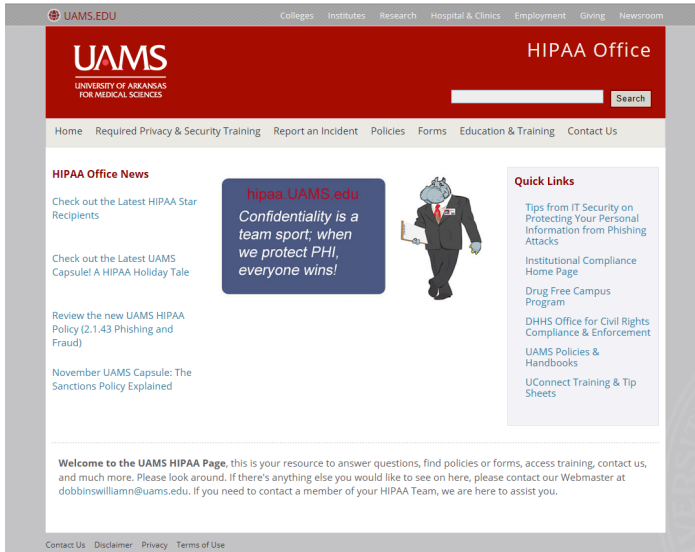 UAMS.EDU
Colleges Institutes Research Hospital & Clinics Employment Giving Newsroom
UAMS
UNIVERSITY OF ARKANSAS
FOR MEDICAL SCIENCES
HIPAA Office
Search
Home Required Privacy & Security Training Report an Incident Policies Forms Education & Training Contact Us
HIPAA Office News
Check out the Latest HIPAA Star
Recipients
Check out the Latest UAMS
Capsule! A HIPAA Holiday Tale
Review the new UAMS HIPAA
Policy (2.1.43 Phishing and
Fraud)
November UAMS Capsule: The
Sanctions Policy Explained
hipaa.UAMS.edu
Confidentiality is a
team sport; when
we protect PHI,
everyone wins!
Quick Links
Tips from IT Security on
Protecting Your Personal
Information from Phishing
Attacks
Institutional Compliance
Home Page
Drug Free Campus
Program
DHHS Office for Civil Rights
Compliance & Enforcement
UAMS Policies &
Handbooks
UConnect Training & Tip
Sheets
Welcome to the UAMS HIPAA Page, this is your resource to answer questions, find policies or forms, access training, contact us,
and much more. Please look around. If there's anything else you would like to see on here, please contact our Webmaster at
dobbinswilliamn@uams.edu. If you need to contact a member of your HIPAA Team, we are here to assist you.
Contact Us Disclaimer Privacy Terms of Use